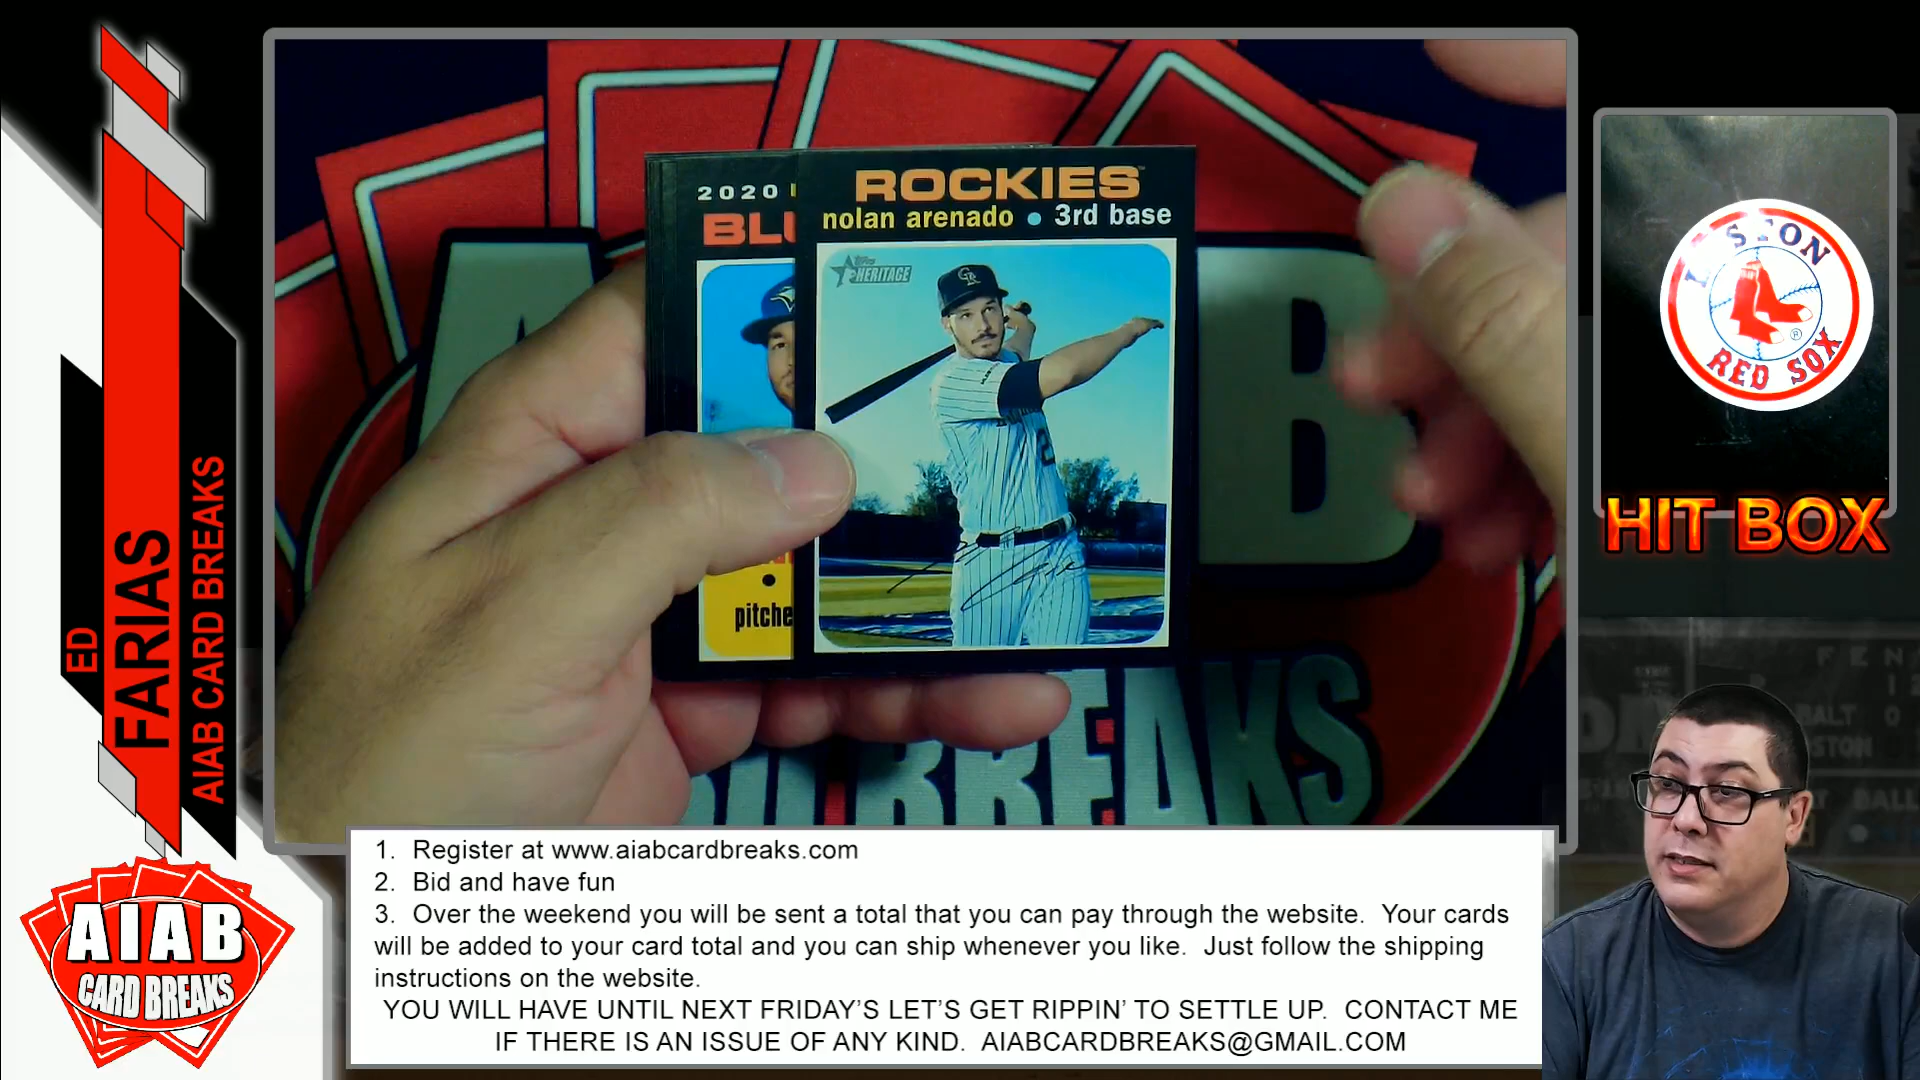 ED
FARIAS
AIAB CARD BREAKS
AIAB
CARD BREAKS
2020
ROCKIES™
nolan arenado • 3rd base
topps
HERITAGE
pitche
B
BREAKS
RED SOX
HIT BOX
1. Register at www.aiabcardbreaks.com
2. Bid and have fun
3. Over the weekend you will be sent a total that you can pay through the website. Your cards
will be added to your card total and you can ship whenever you like. Just follow the shipping
instructions on the website.
YOU WILL HAVE UNTIL NEXT FRIDAY'S LET'S GET RIPPIN' TO SETTLE UP. CONTACT ME
IF THERE IS AN ISSUE OF ANY KIND. AIABCARDBREAKS@GMAIL.COM